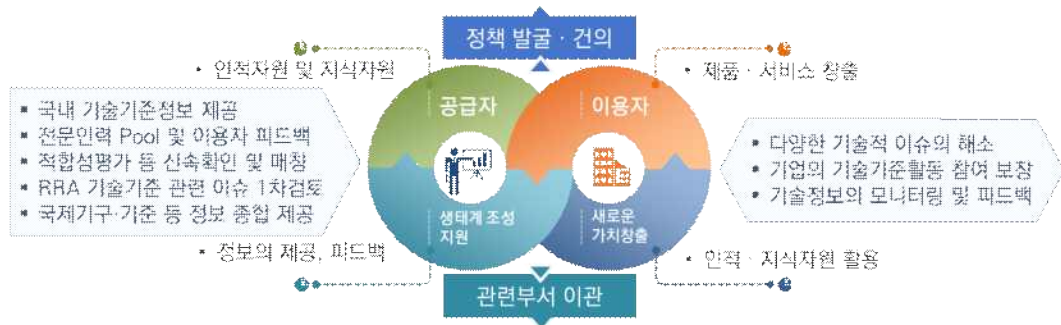 정책 발굴 · 건의
• 인적자원 및 지식자원
• 제품 · 서비스 창출
공급자
이용자
▪ 국내 기술기준정보 제공
▪ 전문인력 Pool 및 이용자 피드백
▪ 적합성평가 등 신속확인 및 매칭
▪ RRA 기술기준 관련 이슈 1차검토
▪ 국제기구·기준 등 정보 종합 제공
▪ 다양한 기술적 이슈의 해소
▪ 기업의 기술기준활동 참여 보장
▪ 기술정보의 모니터링 및 피드백
생태계 조성
지원
새로운
가치창출
• 정보의 제공, 피드백
• 인적 · 지식자원 활용
관련부서 이관